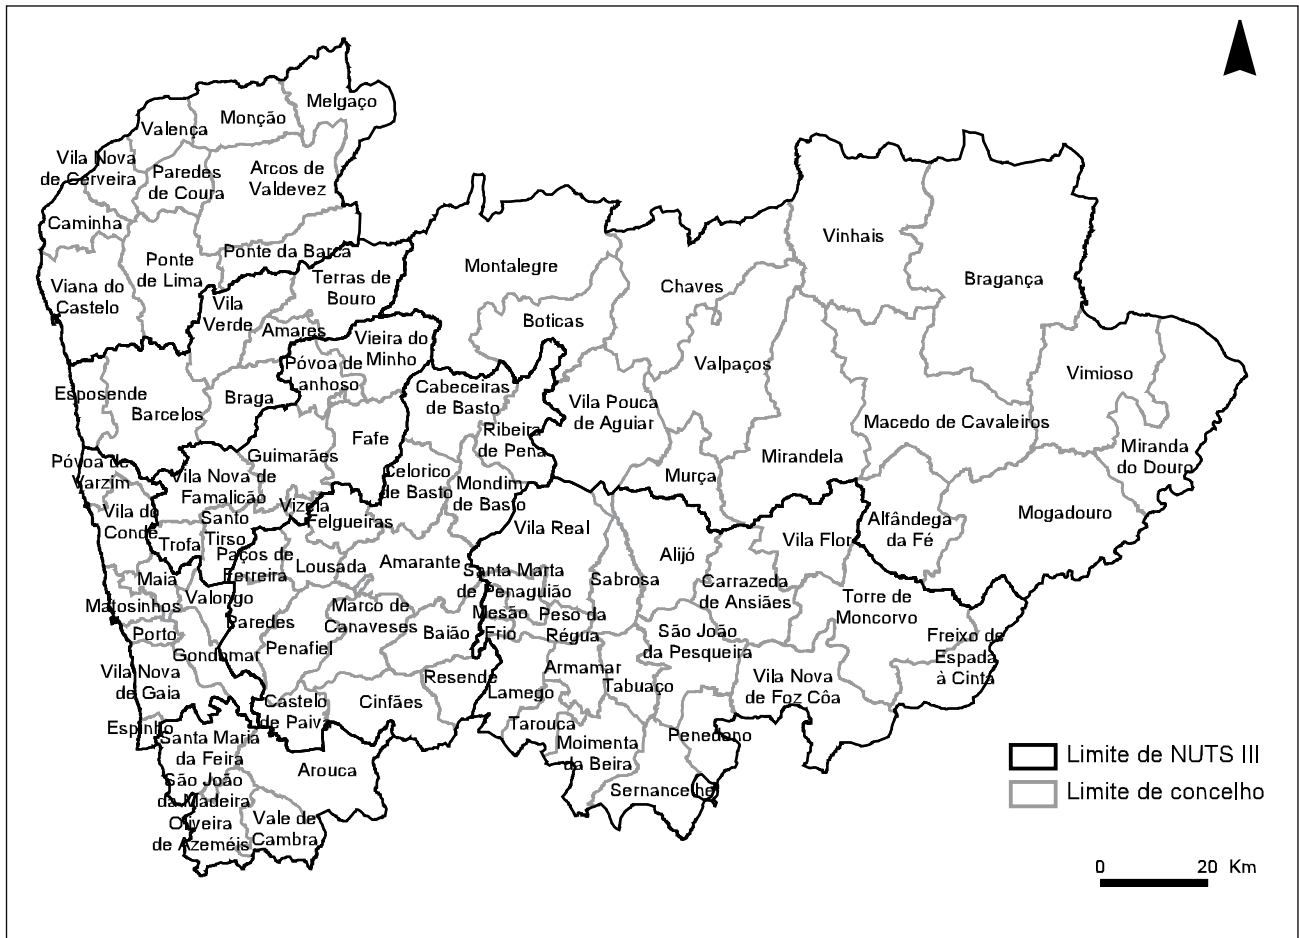 Melgaço
Monção
Valença
Vila Nova
de Cerveira
Paredes
de Coura
Arcos de
Valdevez
Caminha
Ponte da Barca
Ponte
de Lima
Viana do
Castelo
Terras de
Bouro
Vila
Verde
Amares
Vieira do
Minho
Póvoa de
Lanhoso
Esposende
Barcelos
Braga
Cabeceiras
de Basto
Ribeira
de Pena
Fafe
Guimarães
Póvoa de
Varzim
Vila Nova de
Famalicão
Celorico
de Basto
Mondim
de Basto
Vizela
Felgueiras
Vila do
Conde
Santo
Tirso
Trofa
Paços de
Ferreira
Lousada
Amarante
Maia
Valongo
Matosinhos
Porto
Paredes
Marco de
Canaveses
Baião
Gondomar
Penafiel
Vila Nova
de Gaia
Resende
Castelo
de Paiva
Cinfães
Espinho
Santa Maria
da Feira
Arouca
São João
da Madeira
Oliveira
de Azeméis
Vale de
Cambra
Montalegre
Boticas
Chaves
Vinhais
Bragança
Valpaços
Vimioso
Vila Pouca
de Aguiar
Macedo de Cavaleiros
Miranda
do Douro
Mirandela
Murça
Mogadouro
Alfândega
da Fé
Vila Real
Vila Flor
Alijó
Sabrosa
Carrazeda
de Ansiães
Santa Marta
de Penaguião
Mesão
Frio
Peso da
Régua
Torre de
Moncorvo
São João
da Pesqueira
Freixo de
Espada
à Cinta
Armamar
Tabuaço
Lamego
Vila Nova
de Foz Côa
Tarouca
Moimenta
da Beira
Penedono
Sernancelhe
Limite de NUTS III
Limite de concelho
0 20 Km